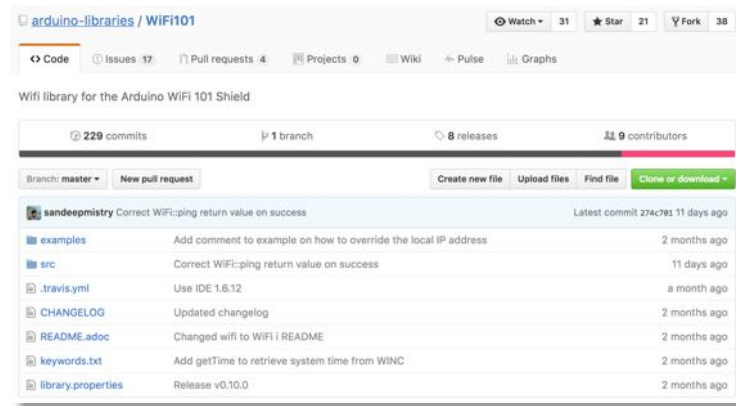 arduino-libraries / WiFi101
Watch 31 Star 21 Fork 38
Code Issues 17 Pull requests 4 Projects 0 Wiki Pulse Graphs
Wifi library for the Arduino WiFi 101 Shield
229 commits 1 branch 8 releases 9 contributors
Branch: master New pull request Create new file Upload files Find file Clone or download
sandeepmistry Correct WiFi::ping return value on success Latest commit 274c701 11 days ago
examples Add comment to example on how to override the local IP address 2 months ago
src Correct WiFi::ping return value on success 11 days ago
.travis.yml Use IDE 1.6.12 a month ago
CHANGELOG Updated changelog 2 months ago
README.adoc Changed wifi to WiFi i README 2 months ago
keywords.txt Add getTime to retrieve system time from WINC 2 months ago
library.properties Release v0.10.0 2 months ago